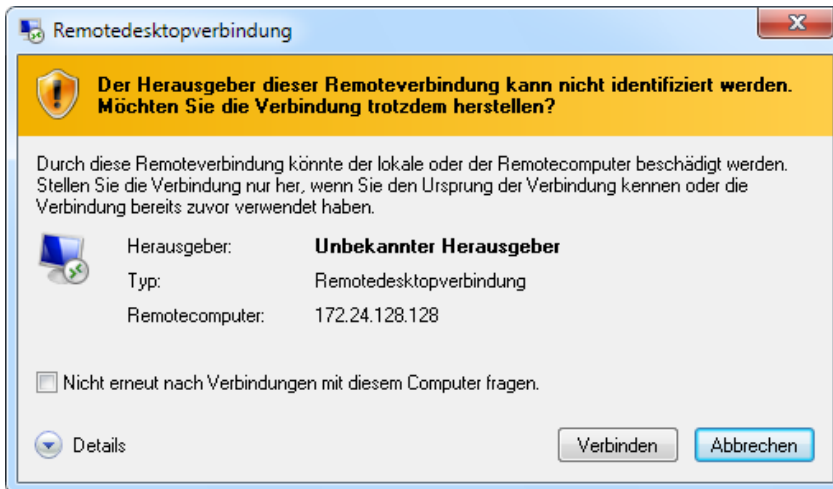 Remotedesktopverbindung
Der Herausgeber dieser Remoteverbindung kann nicht identifiziert werden.
Möchten Sie die Verbindung trotzdem herstellen?
Durch diese Remoteverbindung könnte der lokale oder der Remotecomputer beschädigt werden.
Stellen Sie die Verbindung nur her, wenn Sie den Ursprung der Verbindung kennen oder die
Verbindung bereits zuvor verwendet haben.
Herausgeber: Unbekannter Herausgeber
Typ: Remotedesktopverbindung
Remotecomputer: 172.24.128.128
Nicht erneut nach Verbindungen mit diesem Computer fragen.
Details Verbinden Abbrechen